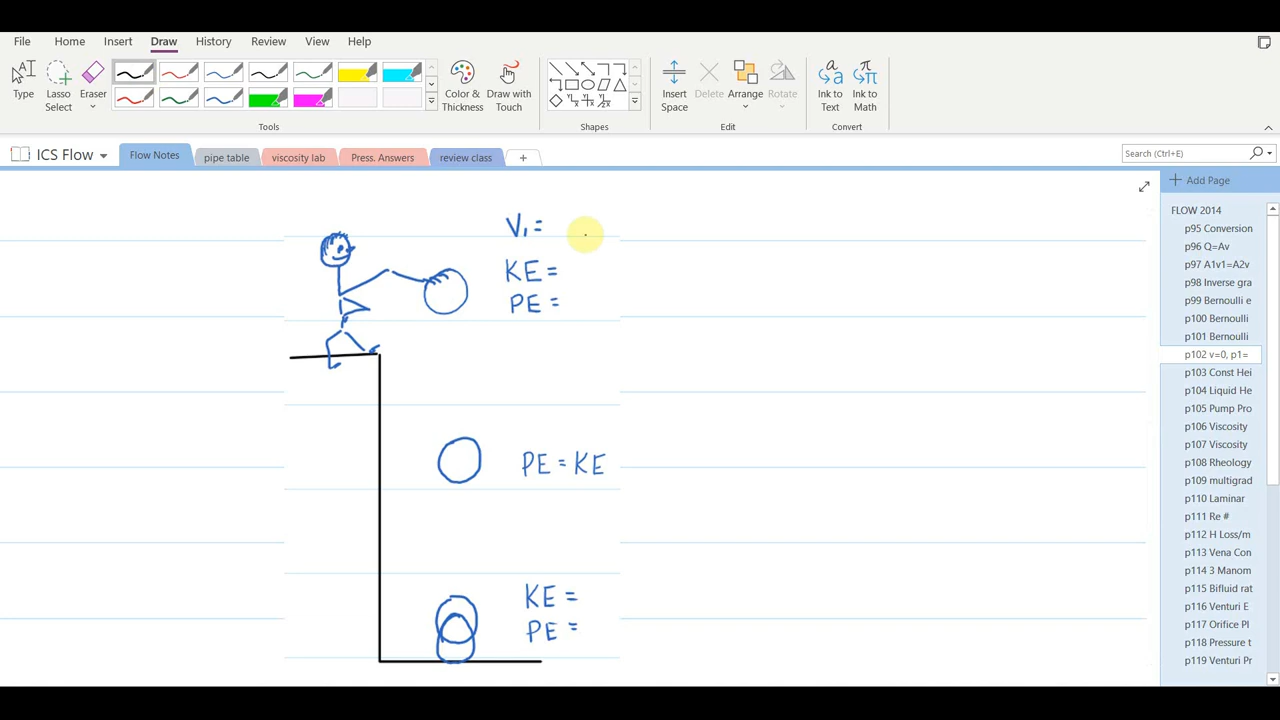 File Home Insert Draw History Review View Help
Type Lasso Select Eraser Color & Thickness Draw with Touch Insert Space Delete Arrange Rotate Ink to Text Ink to Math
Tools Shapes Edit Convert
ICS Flow Flow Notes pipe table viscosity lab Press. Answers review class + Search (Ctrl+E)
Add Page
FLOW 2014
p95 Conversion
p96 Q=Av
p97 A1v1=A2v
p98 Inverse gra
p99 Bernoulli e
p100 Bernoulli
p101 Bernoulli
p102 v=0, p1=
p103 Const Hei
p104 Liquid He
p105 Pump Pro
p106 Viscosity
p107 Viscosity
p108 Rheology
p109 multigrad
p110 Laminar
p111 Re #
p112 H Loss/m
p113 Vena Con
p114 3 Manom
p115 Bifluid rat
p116 Venturi E
p117 Orifice Pl
p118 Pressure t
p119 Venturi Pr
V₁ =
KE =
PE =
PE = KE
KE =
PE =